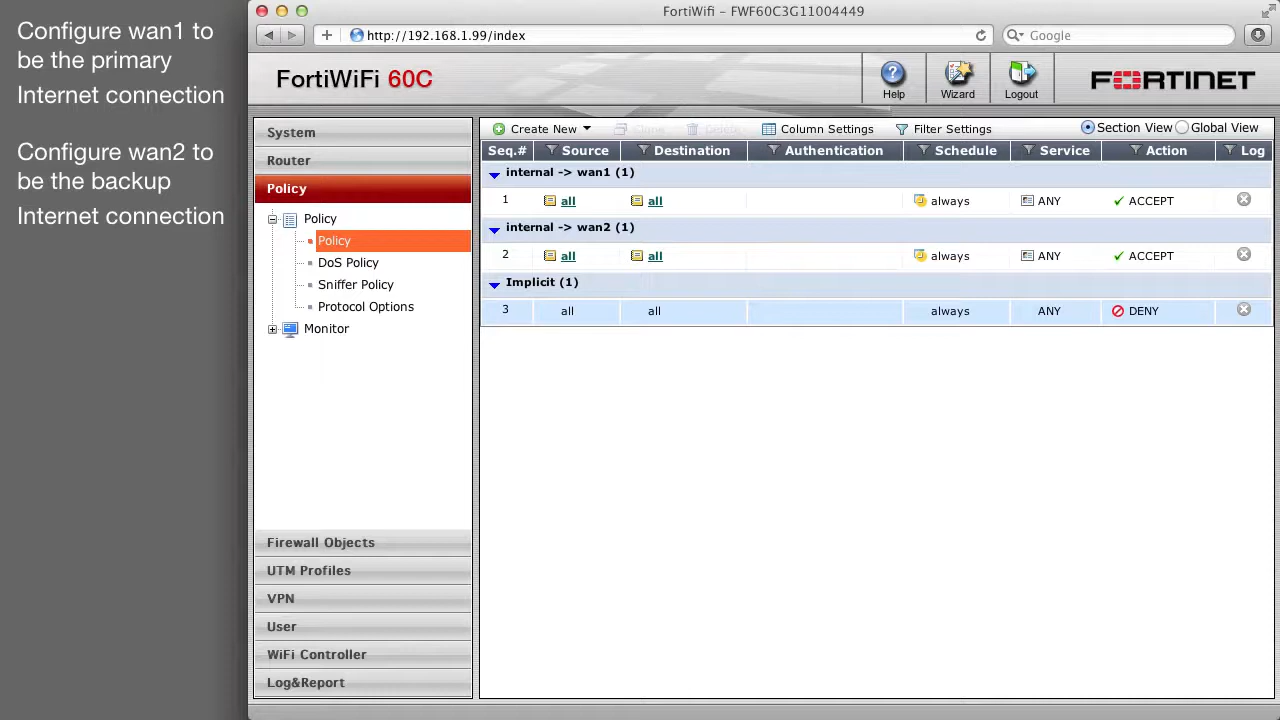 Configure wan1 to
be the primary
Internet connection
Configure wan2 to
be the backup
Internet connection
FortiWifi – FWF60C3G11004449
http://192.168.1.99/index
Google
FortiWiFi 60C
Help
Wizard
Logout
FORTINET
System
Router
Policy
Policy
Policy
DoS Policy
Sniffer Policy
Protocol Options
Monitor
Firewall Objects
UTM Profiles
VPN
User
WiFi Controller
Log&Report
Create New Clone Delete Column Settings Filter Settings Section View Global View
Seq.# Source Destination Authentication Schedule Service Action Log
internal -> wan1 (1)
1 all all always ANY ACCEPT
internal -> wan2 (1)
2 all all always ANY ACCEPT
Implicit (1)
3 all all always ANY DENY